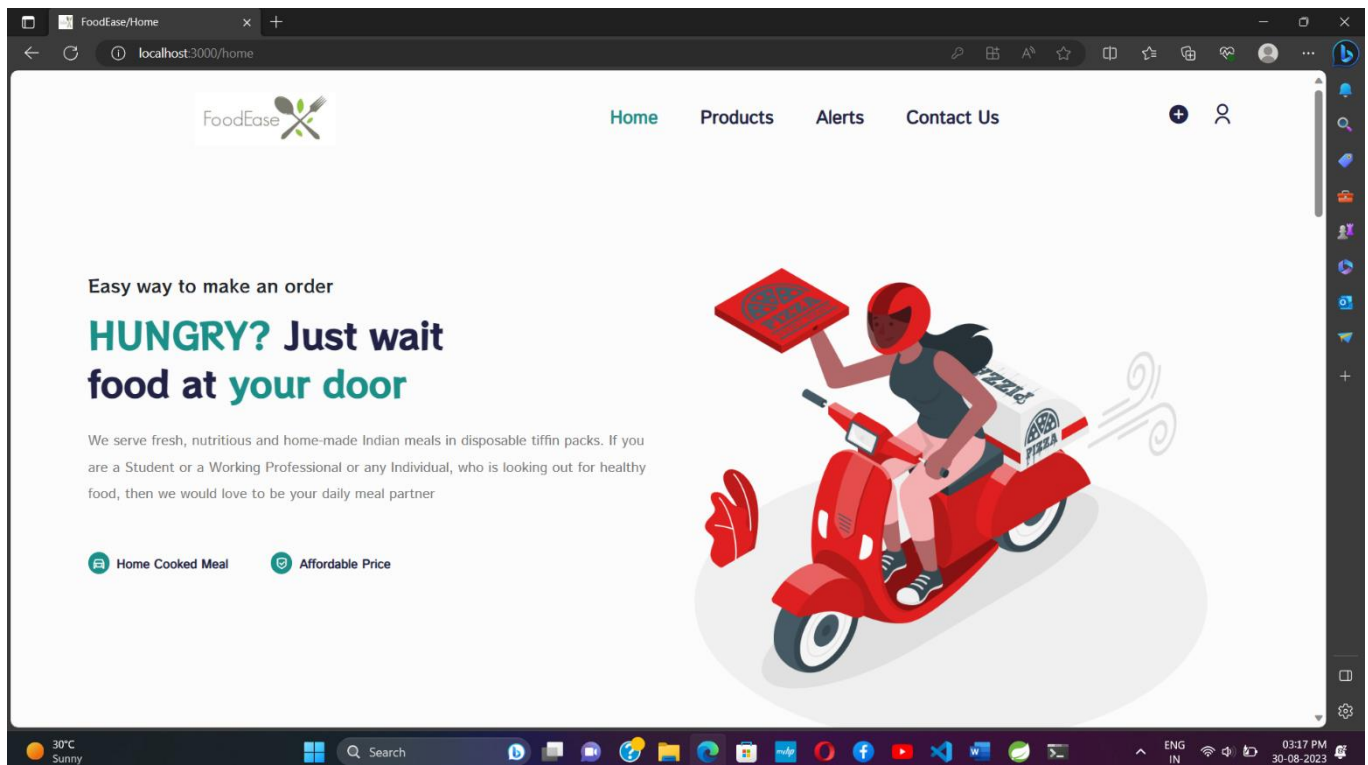 FoodEase/Home
localhost:3000/home
FoodEase
Home Products Alerts Contact Us
Easy way to make an order
HUNGRY? Just wait
food at your door
We serve fresh, nutritious and home-made Indian meals in disposable tiffin packs. If you
are a Student or a Working Professional or any Individual, who is looking out for healthy
food, then we would love to be your daily meal partner
Home Cooked Meal Affordable Price
PIZZA
PIZZA
PIZZA
30°C
Sunny
Search
ENG
IN
03:17 PM
30-08-2023